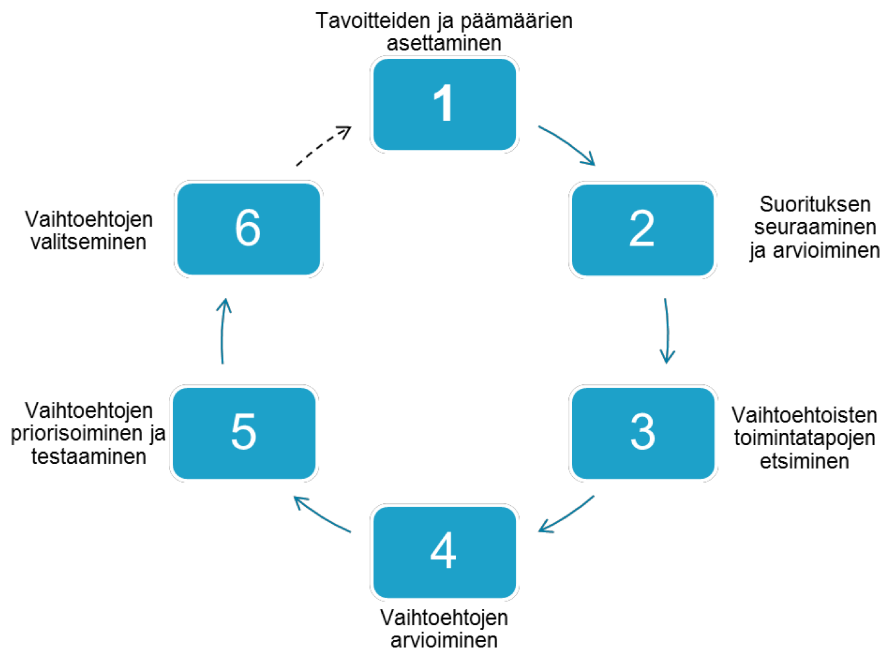 Tavoitteiden ja päämäärien
asettaminen
1
2
Suorituksen
seuraaminen
ja arvioiminen
3
Vaihtoehtoisten
toimintatapojen
etsiminen
4
Vaihtoehtojen
arvioiminen
5
Vaihtoehtojen
priorisoiminen ja
testaaminen
6
Vaihtoehtojen
valitseminen